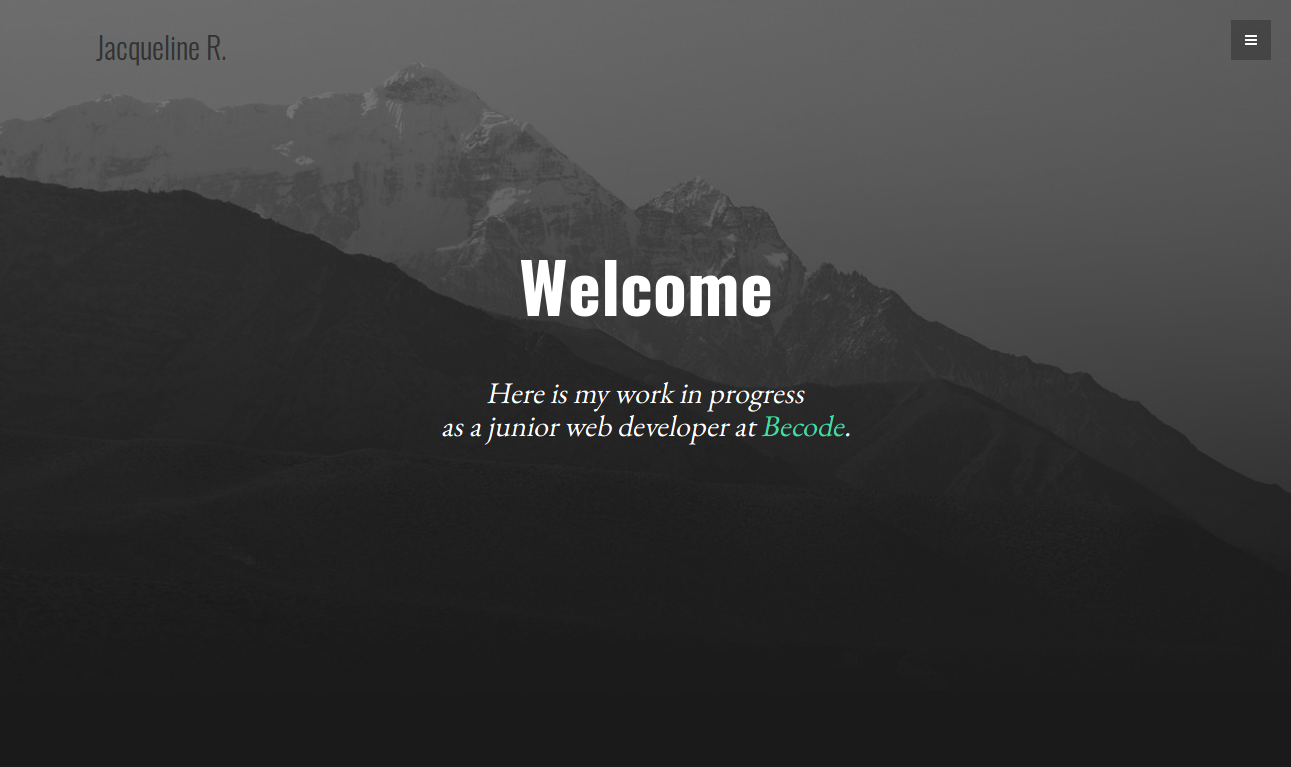 Jacqueline R.
Welcome
Here is my work in progress
as a junior web developer at Becode.